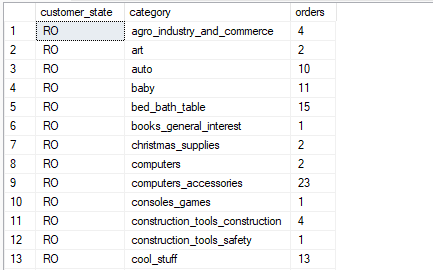 customer_state category orders
1 RO agro_industry_and_commerce 4
2 RO art 2
3 RO auto 10
4 RO baby 11
5 RO bed_bath_table 15
6 RO books_general_interest 1
7 RO christmas_supplies 2
8 RO computers 2
9 RO computers_accessories 23
10 RO consoles_games 1
11 RO construction_tools_construction 4
12 RO construction_tools_safety 1
13 RO cool_stuff 13